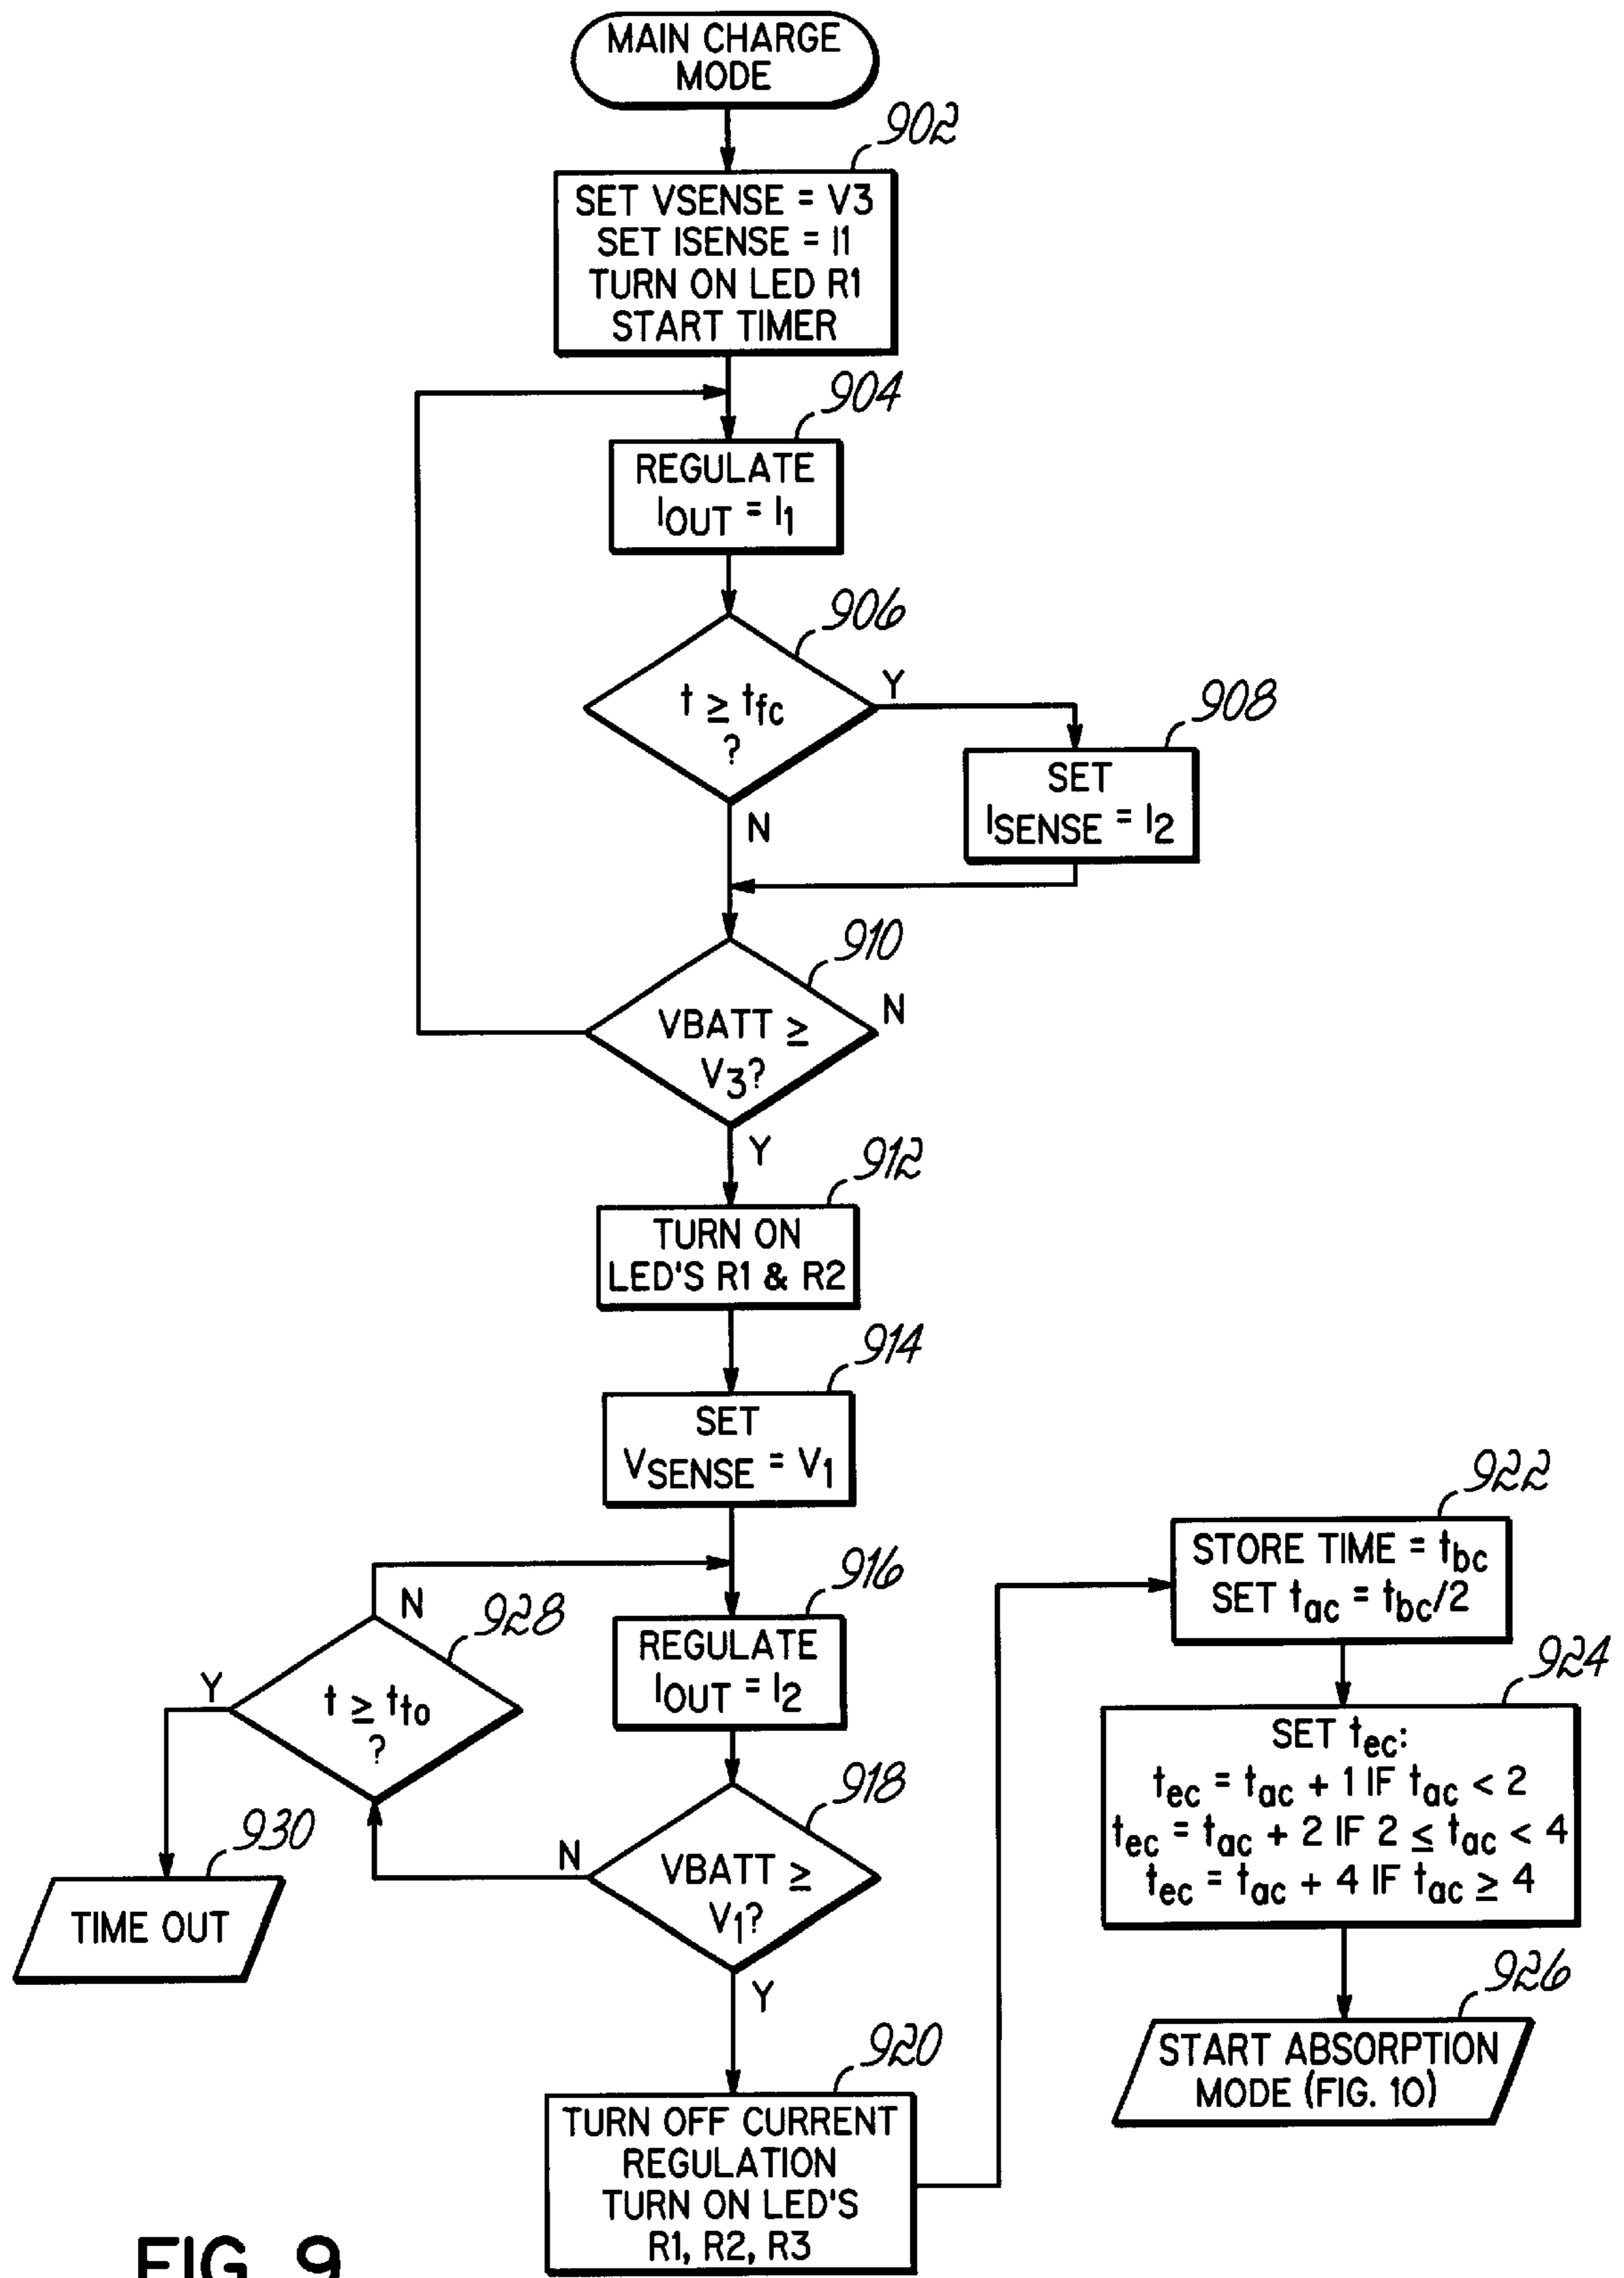 MAIN CHARGE
MODE
902
SET VSENSE = V3
SET ISENSE = I1
TURN ON LED R1
START TIMER
904
REGULATE
IOUT = I1
906
t ≥ tfc
?
Y
N
908
SET
ISENSE = I2
910
VBATT ≥
V3?
N
Y
912
TURN ON
LED'S R1 & R2
914
SET
VSENSE = V1
916
REGULATE
IOUT = I2
918
VBATT ≥
V1?
N
Y
928
t ≥ tto
?
N
Y
930
TIME OUT
920
TURN OFF CURRENT
REGULATION
TURN ON LED'S
R1, R2, R3
922
STORE TIME = tbc
SET tac = tbc/2
924
SET tec:
tec = tac + 1 IF tac < 2
tec = tac + 2 IF 2 ≤ tac < 4
tec = tac + 4 IF tac ≥ 4
926
START ABSORPTION
MODE (FIG. 10)
FIG. 9